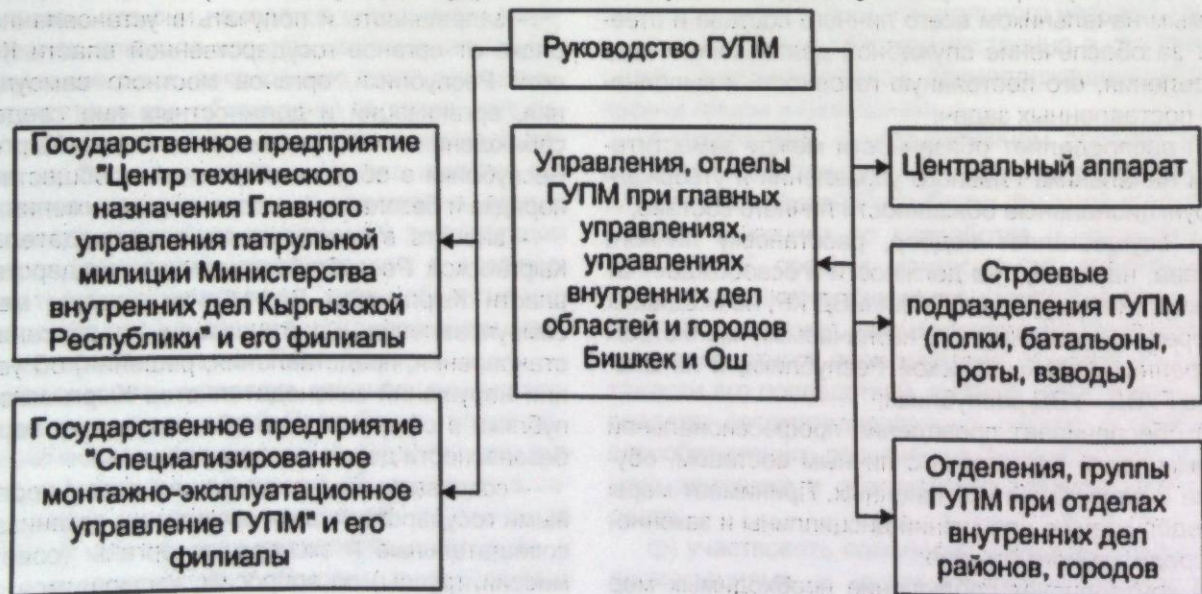 Руководство ГУПМ
Государственное предприятие
"Центр технического
назначения Главного
управления патрульной
милиции Министерства
внутренних дел Кыргызской
Республики" и его филиалы
Управления, отделы
ГУПМ при главных
управлениях,
управлениях
внутренних дел
областей и городов
Бишкек и Ош
Центральный аппарат
Строевые
подразделения ГУПМ
(полки, батальоны,
роты, взводы)
Государственное предприятие
"Специализированное
монтажно-эксплуатационное
управление ГУПМ" и его
филиалы
Отделения, группы
ГУПМ при отделах
внутренних дел
районов, городов